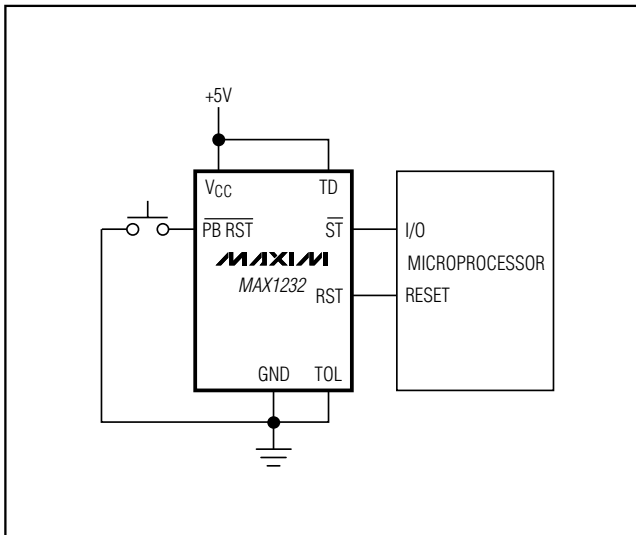 +5V
VCC
TD
PB RST
ST
I/O
MAXIM
MICROPROCESSOR
MAX1232
RST
RESET
GND
TOL